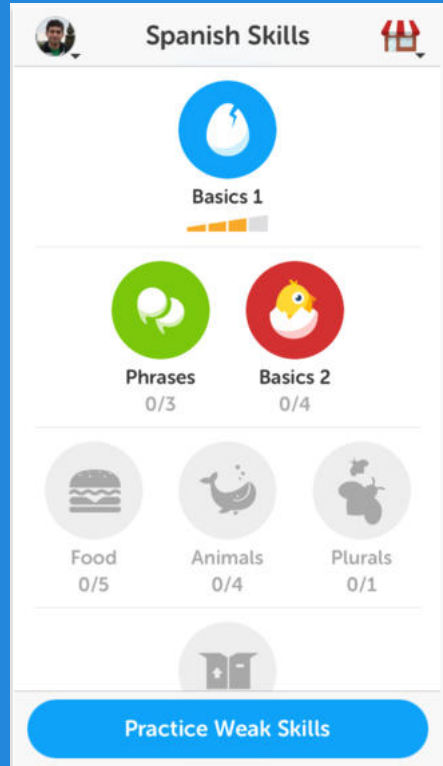 Spanish Skills
Basics 1
Phrases Basics 2
0/3 0/4
Food Animals Plurals
0/5 0/4 0/1
Practice Weak Skills